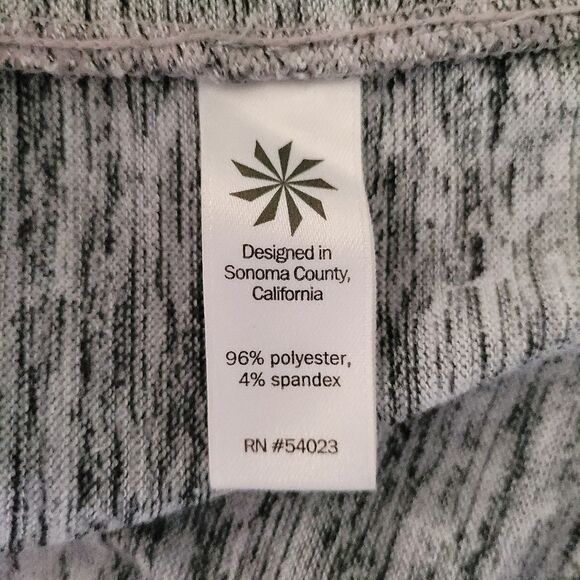 Designed in
Sonoma County,
California
96% polyester,
4% spandex
RN #54023